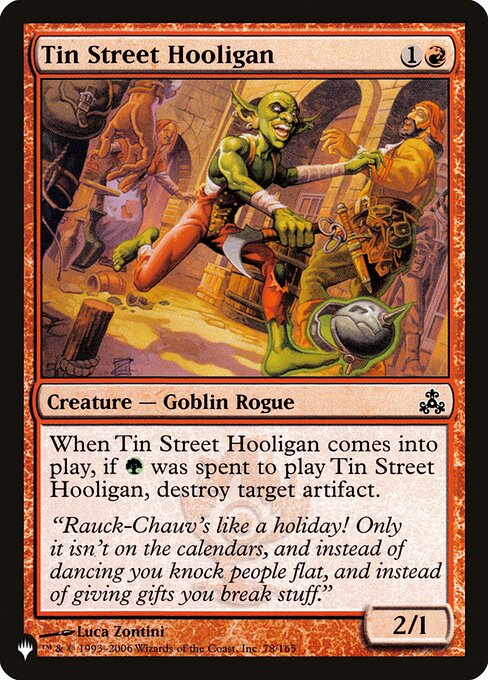 Tin Street Hooligan 1
Creature — Goblin Rogue
When Tin Street Hooligan comes into
play, if was spent to play Tin Street
Hooligan, destroy target artifact.
“Rauck-Chauv’s like a holiday! Only
it isn’t on the calendars, and instead of
dancing you knock people flat, and instead
of giving gifts you break stuff.”
Luca Zontini
2/1
™ & © 1993-2006 Wizards of the Coast, Inc. 78/165